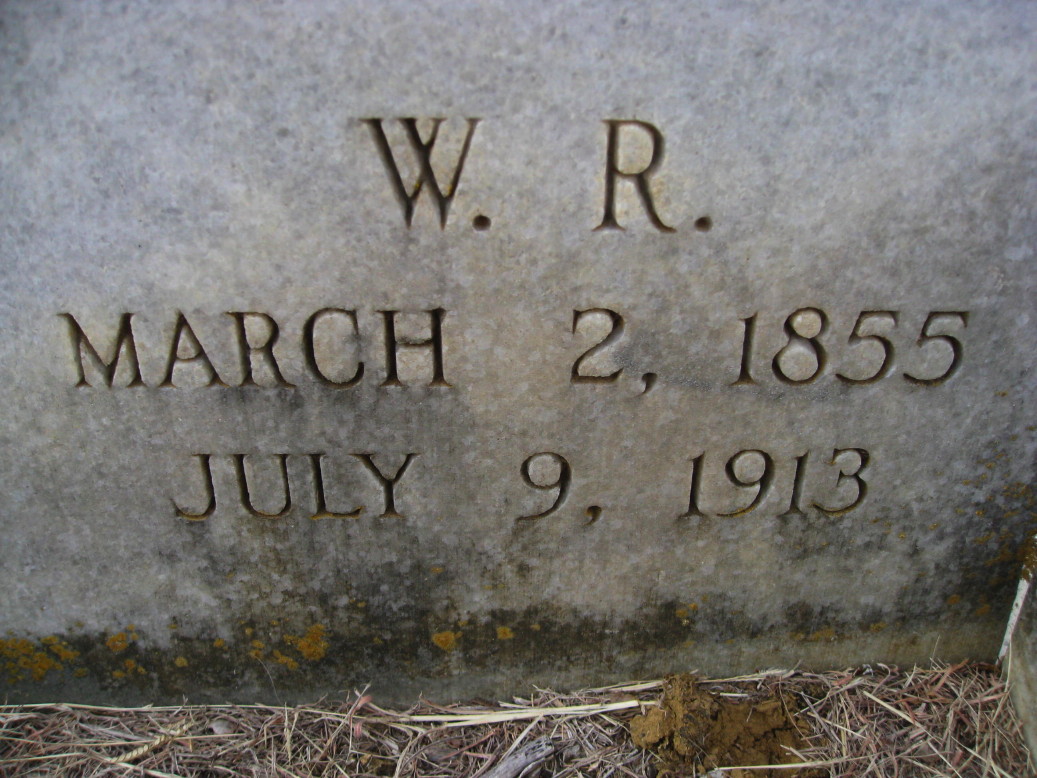 W. R.
MARCH 2, 1855
JULY 9, 1913